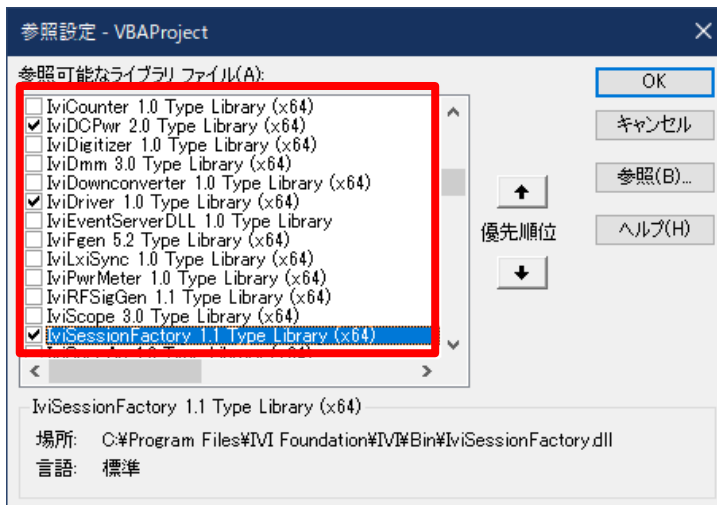 参照設定 - VBAProject
参照可能なライブラリ ファイル(A):
IviCounter 1.0 Type Library (x64)
IviDCPwr 2.0 Type Library (x64)
IviDigitizer 1.0 Type Library (x64)
IviDmm 3.0 Type Library (x64)
IviDownconverter 1.0 Type Library (x64)
IviDriver 1.0 Type Library (x64)
IviEventServerDLL 1.0 Type Library
IviFgen 5.2 Type Library (x64)
IviLxiSync 1.0 Type Library (x64)
IviPwrMeter 1.0 Type Library (x64)
IviRFSigGen 1.1 Type Library (x64)
IviScope 3.0 Type Library (x64)
IviSessionFactory 1.1 Type Library (x64)
優先順位
OK
キャンセル
参照(B)...
ヘルプ(H)
IviSessionFactory 1.1 Type Library (x64)
場所: C:¥Program Files¥IVI Foundation¥IVI¥Bin¥IviSessionFactory.dll
言語: 標準